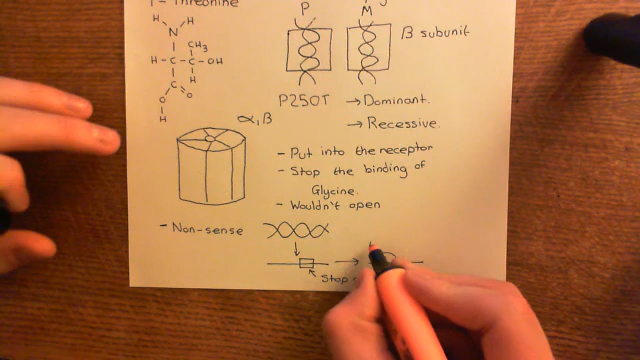 T - Threonine
H H
N
CH3
H - C - C - OH
H
C
O O
H
P M
β subunit
P250T → Dominant.
→ Recessive.
α1β
- Put into the receptor
- Stop the binding of
Glycine.
- Wouldn't open
- Non-sense
Stop